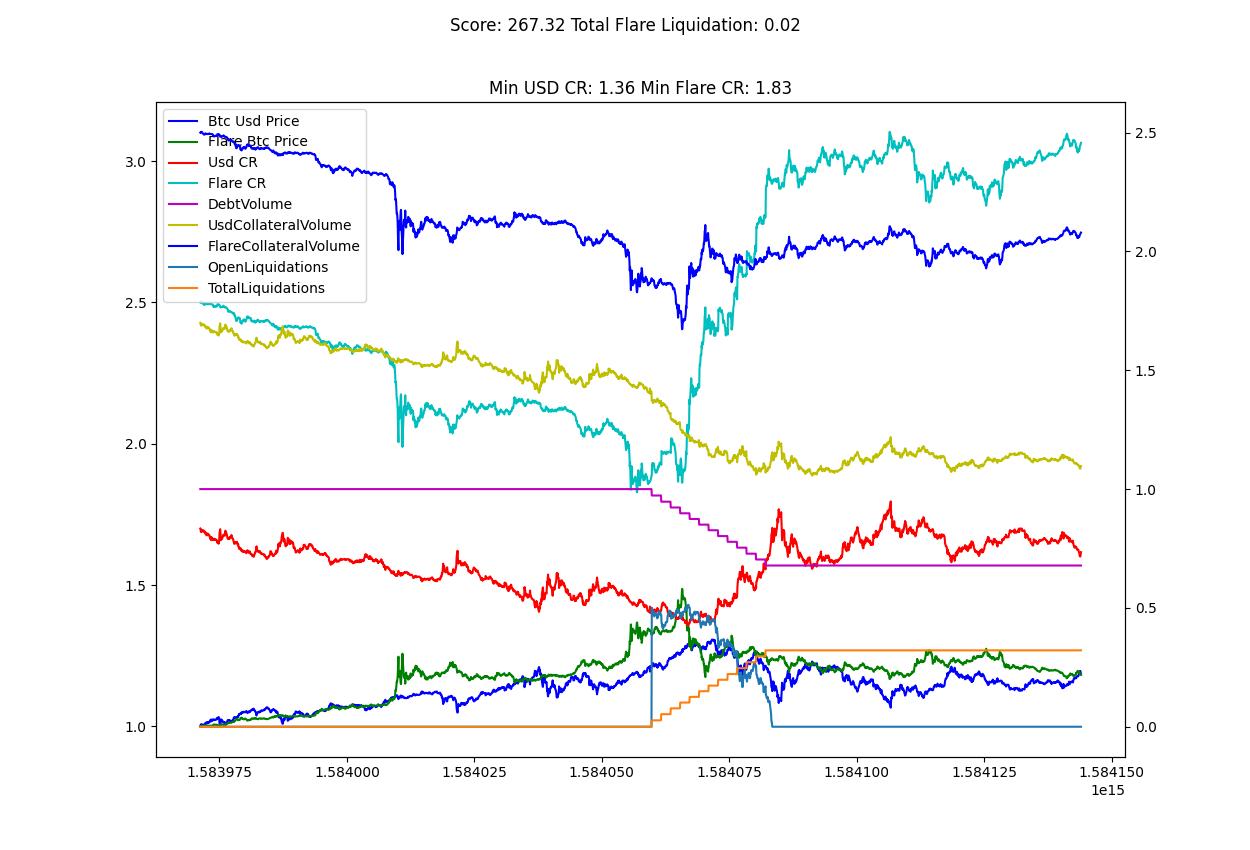 Score: 267.32 Total Flare Liquidation: 0.02
Min USD CR: 1.36 Min Flare CR: 1.83
Btc Usd Price
Flare Btc Price
Usd CR
Flare CR
DebtVolume
UsdCollateralVolume
FlareCollateralVolume
OpenLiquidations
TotalLiquidations
3.0
2.5
2.0
1.5
1.0
2.5
2.0
1.5
1.0
0.5
0.0
1.583975 1.584000 1.584025 1.584050 1.584075 1.584100 1.584125 1.584150
1e15